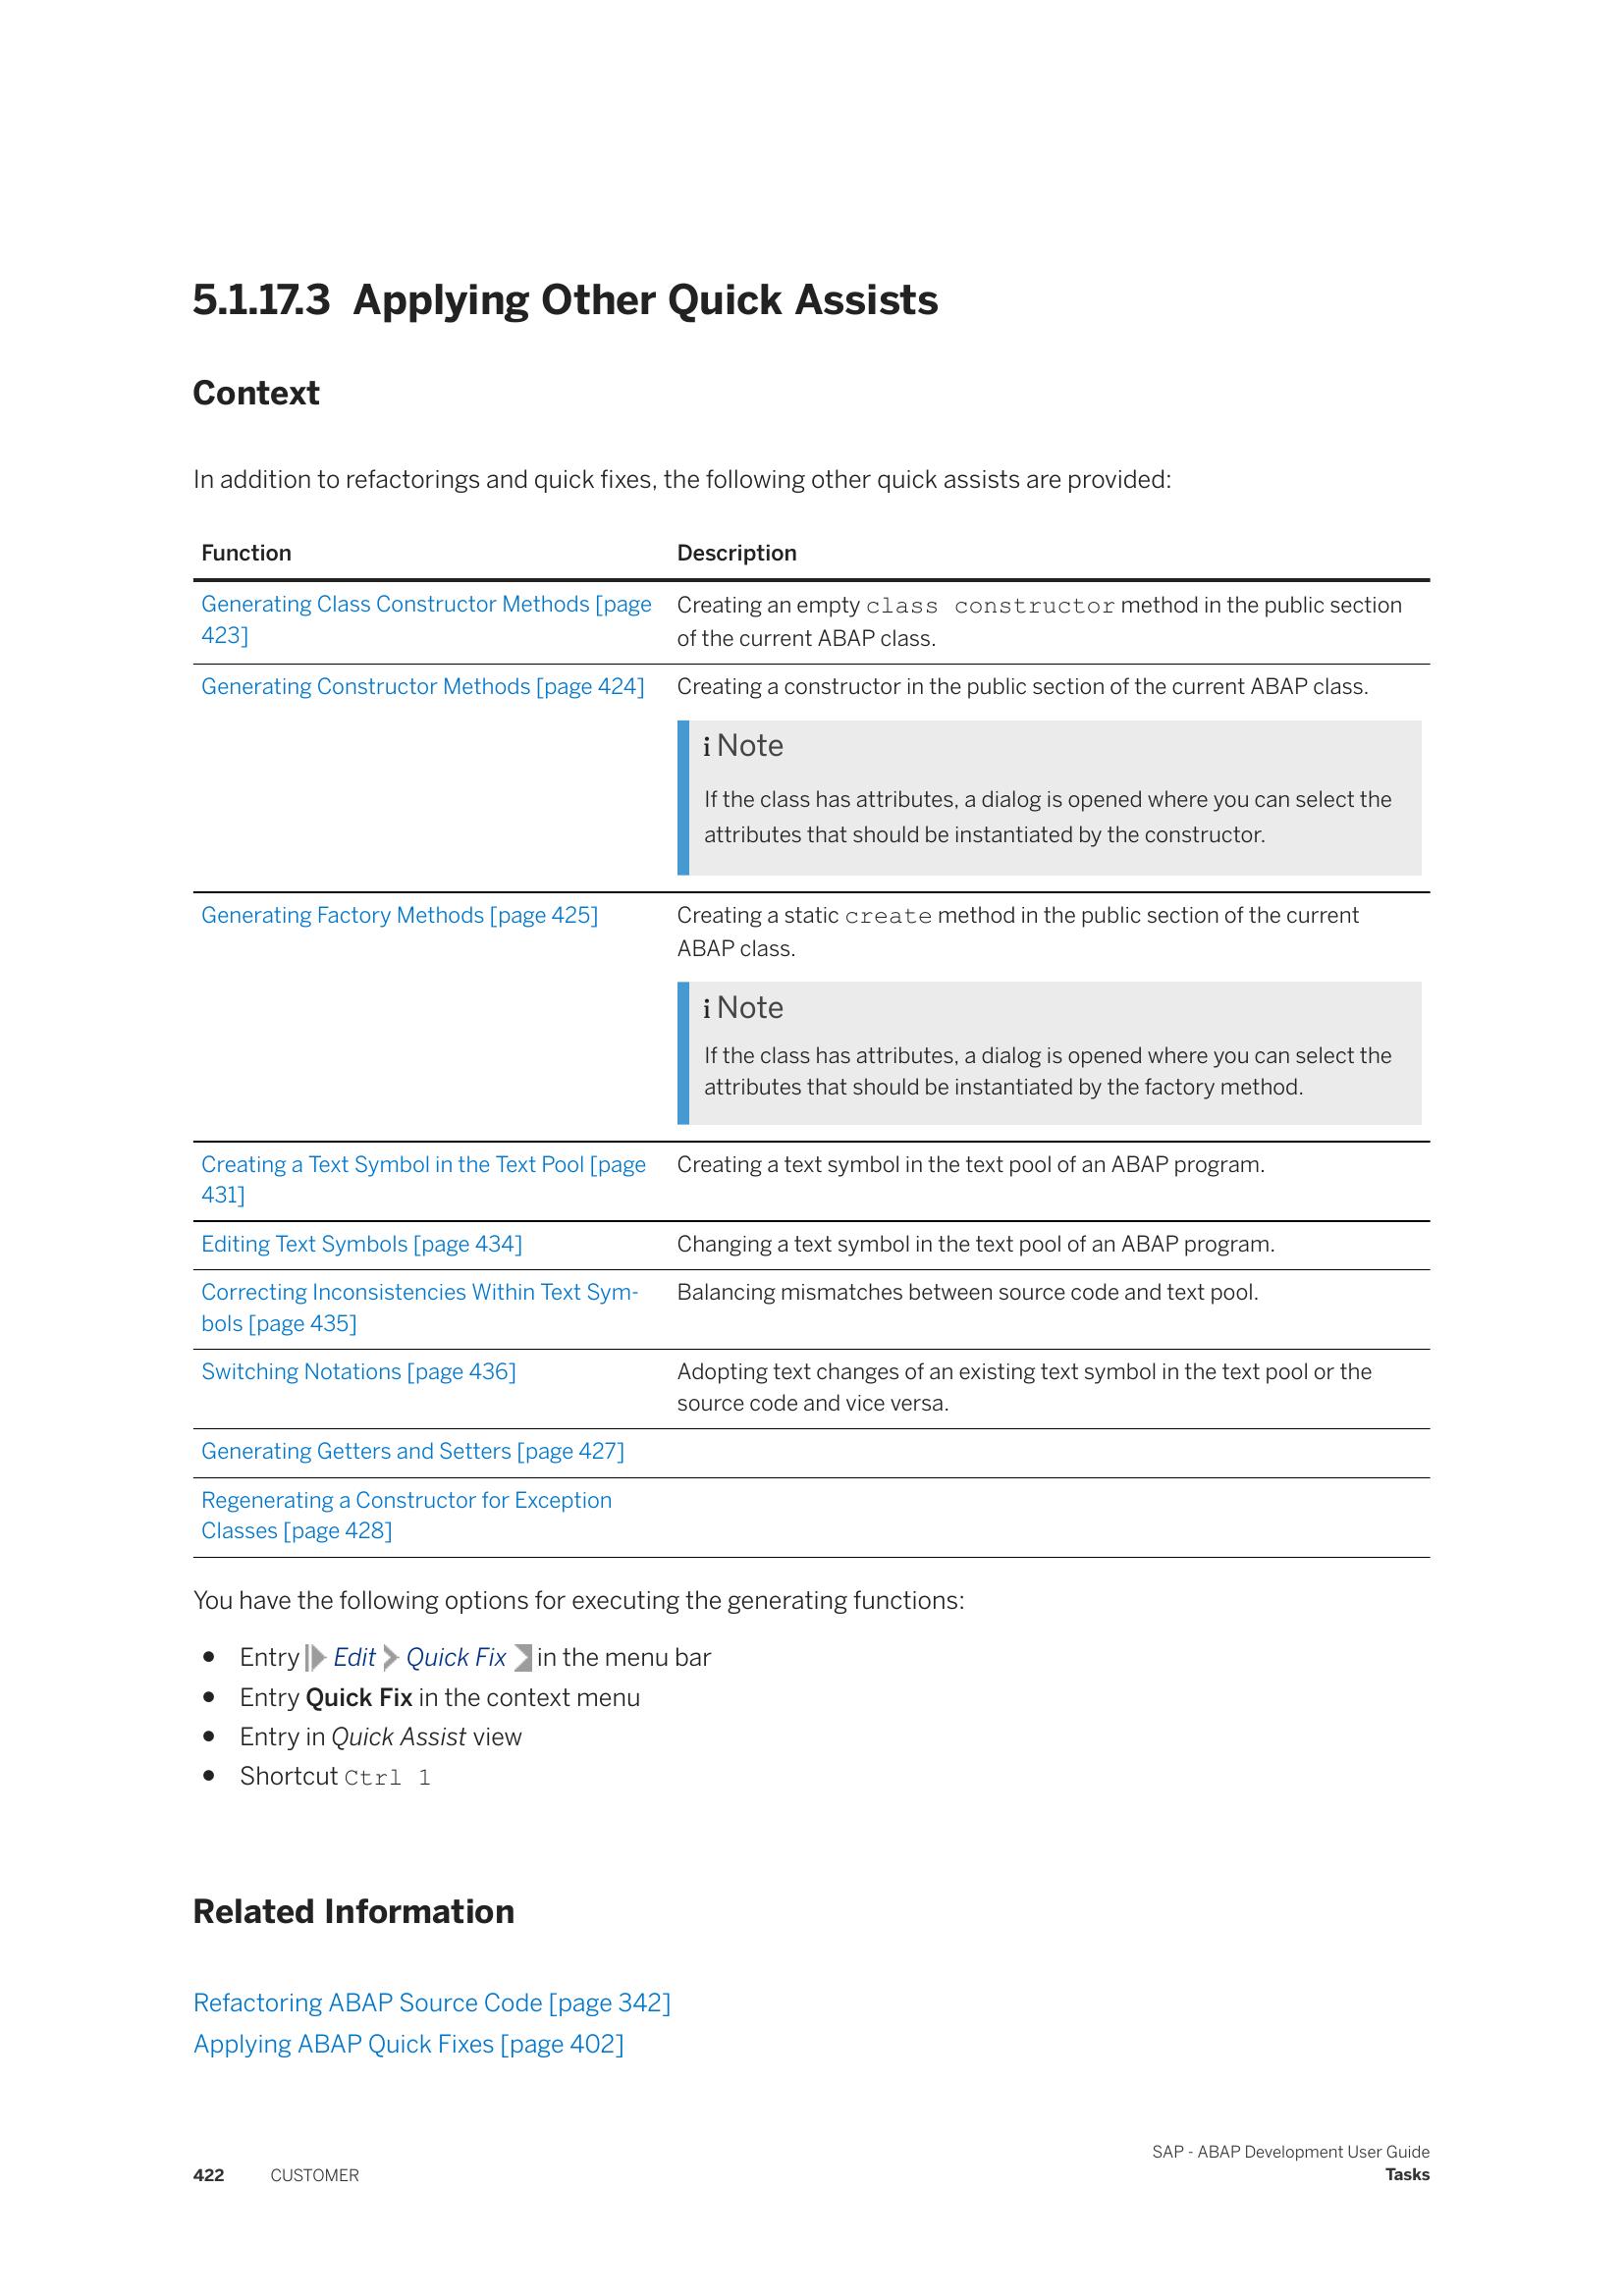 5.1.17.3 Applying Other Quick Assists
Context
In addition to refactorings and quick fixes, the following other quick assists are provided:
Function Description
Generating Class Constructor Methods [page
423]
Creating an empty class constructor method in the public section
of the current ABAP class.
Generating Constructor Methods [page 424]
Creating a constructor in the public section of the current ABAP class.
i Note
If the class has attributes, a dialog is opened where you can select the
attributes that should be instantiated by the constructor.
Generating Factory Methods [page 425]
Creating a static create method in the public section of the current
ABAP class.
i Note
If the class has attributes, a dialog is opened where you can select the
attributes that should be instantiated by the factory method.
Creating a Text Symbol in the Text Pool [page
431]
Creating a text symbol in the text pool of an ABAP program.
Editing Text Symbols [page 434]
Changing a text symbol in the text pool of an ABAP program.
Correcting Inconsistencies Within Text Sym-
bols [page 435]
Balancing mismatches between source code and text pool.
Switching Notations [page 436]
Adopting text changes of an existing text symbol in the text pool or the
source code and vice versa.
Generating Getters and Setters [page 427]
Regenerating a Constructor for Exception
Classes [page 428]
You have the following options for executing the generating functions:
● Entry Edit Quick Fix in the menu bar
● Entry Quick Fix in the context menu
● Entry in Quick Assist view
● Shortcut Ctrl 1
Related Information
Refactoring ABAP Source Code [page 342]
Applying ABAP Quick Fixes [page 402]
SAP - ABAP Development User Guide
422 CUSTOMER Tasks